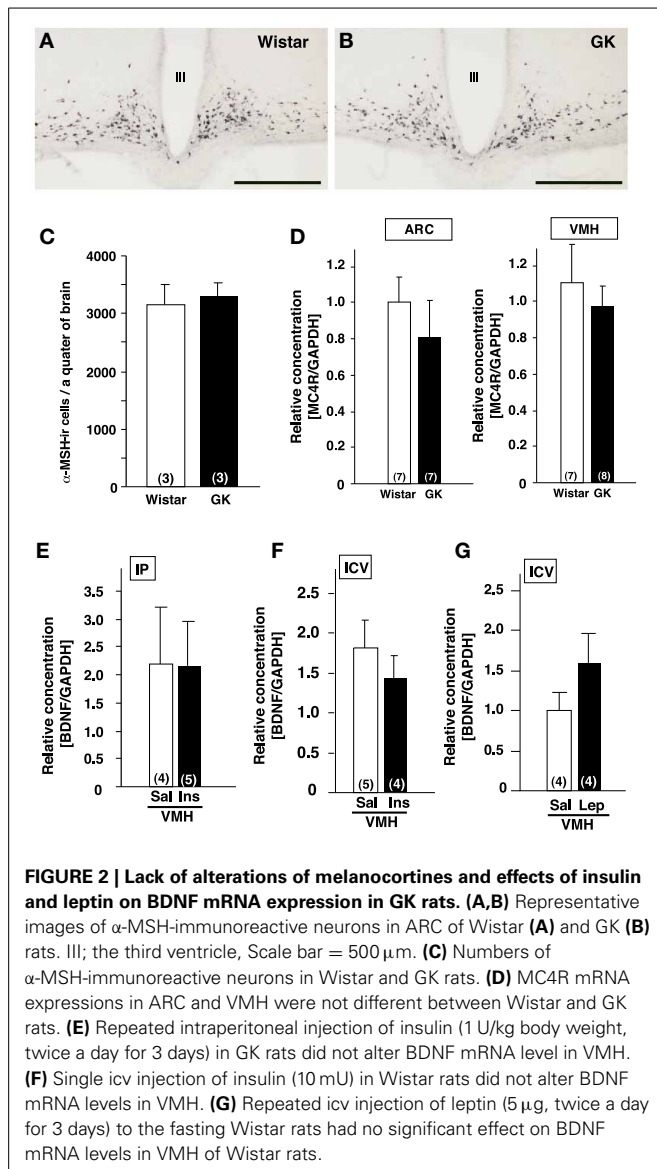 A Wistar B GK
III III
C D ARC VMH
α-MSH-ir cells / a quater of brain
4000
3000
2000
1000
0
(3) (3)
Wistar GK
Relative concentration
[MC4R/GAPDH]
1.2
1.0
0.8
0.6
0.4
0.2
0
(7) (7)
Wistar GK
Relative concentration
[MC4R/GAPDH]
1.2
1.0
0.8
0.6
0.4
0.2
0
(7) (8)
Wistar GK
E IP
Relative concentration
[BDNF/GAPDH]
3.5
3.0
2.5
2.0
1.5
1.0
0.5
0.0
(4) (5)
Sal Ins
VMH
F ICV
Relative concentration
[BDNF/GAPDH]
2.5
2.0
1.5
1.0
0.5
0
(5) (4)
Sal Ins
VMH
G ICV
Relative concentration
[BDNF/GAPDH]
2.5
2.0
1.5
1.0
0.5
0
(4) (4)
Sal Lep
VMH
FIGURE 2 | Lack of alterations of melanocortines and effects of insulin
and leptin on BDNF mRNA expression in GK rats. (A,B) Representative
images of α-MSH-immunoreactive neurons in ARC of Wistar (A) and GK (B)
rats. III; the third ventricle, Scale bar = 500 μm. (C) Numbers of
α-MSH-immunoreactive neurons in Wistar and GK rats. (D) MC4R mRNA
expressions in ARC and VMH were not different between Wistar and GK
rats. (E) Repeated intraperitoneal injection of insulin (1 U/kg body weight,
twice a day for 3 days) in GK rats did not alter BDNF mRNA level in VMH.
(F) Single icv injection of insulin (10 mU) in Wistar rats did not alter BDNF
mRNA levels in VMH. (G) Repeated icv injection of leptin (5 μg, twice a day
for 3 days) to the fasting Wistar rats had no significant effect on BDNF
mRNA levels in VMH of Wistar rats.